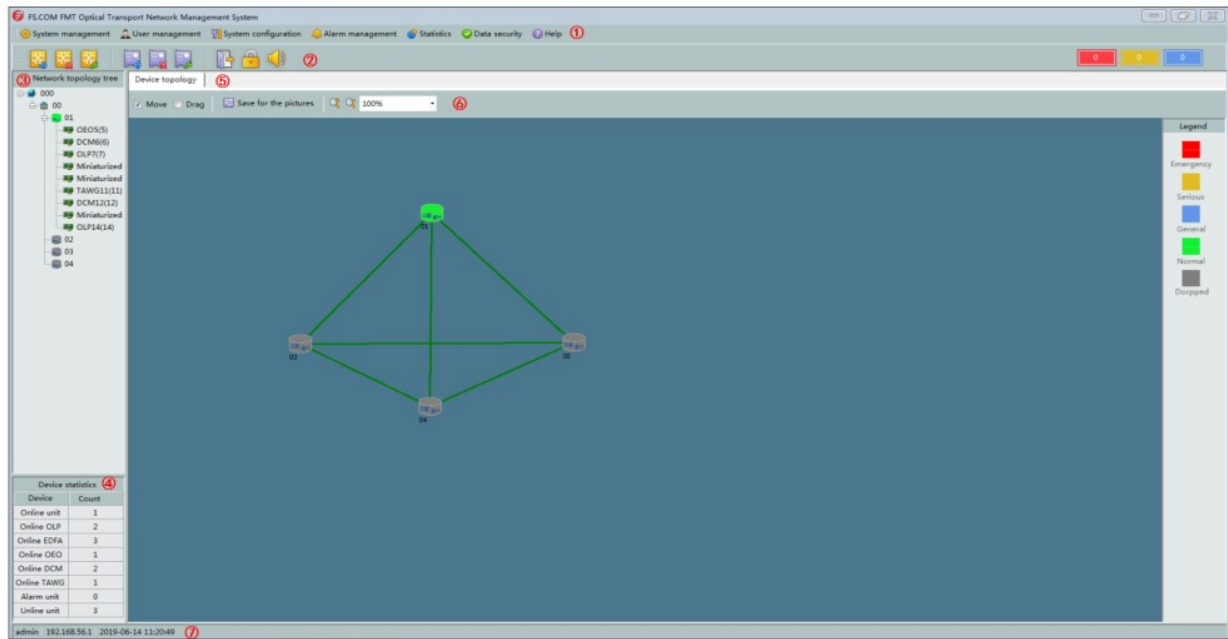 FS.COM FMT Optical Transport Network Management System
System management User management System configuration Alarm management Statistics Data security Help ①
② 0 0 0
③ Network topology tree
000
00
01
OEO5(5)
DCM6(6)
OLP7(7)
Miniaturized
Miniaturized
TAWG11(11)
DCM12(12)
Miniaturized
OLP14(14)
02
03
04
Device topology ⑤
Move Drag Save for the pictures 100% ⑥
01
03
02
04
Legend
Emergency
Serious
General
Normal
Dorpped
Device statistics ④
Device Count
Online unit 1
Online OLP 2
Online EDFA 3
Online OEO 1
Online DCM 2
Online TAWG 1
Alarm unit 0
Unline unit 3
admin 192.168.56.1 2019-06-14 11:20:49 ⑦